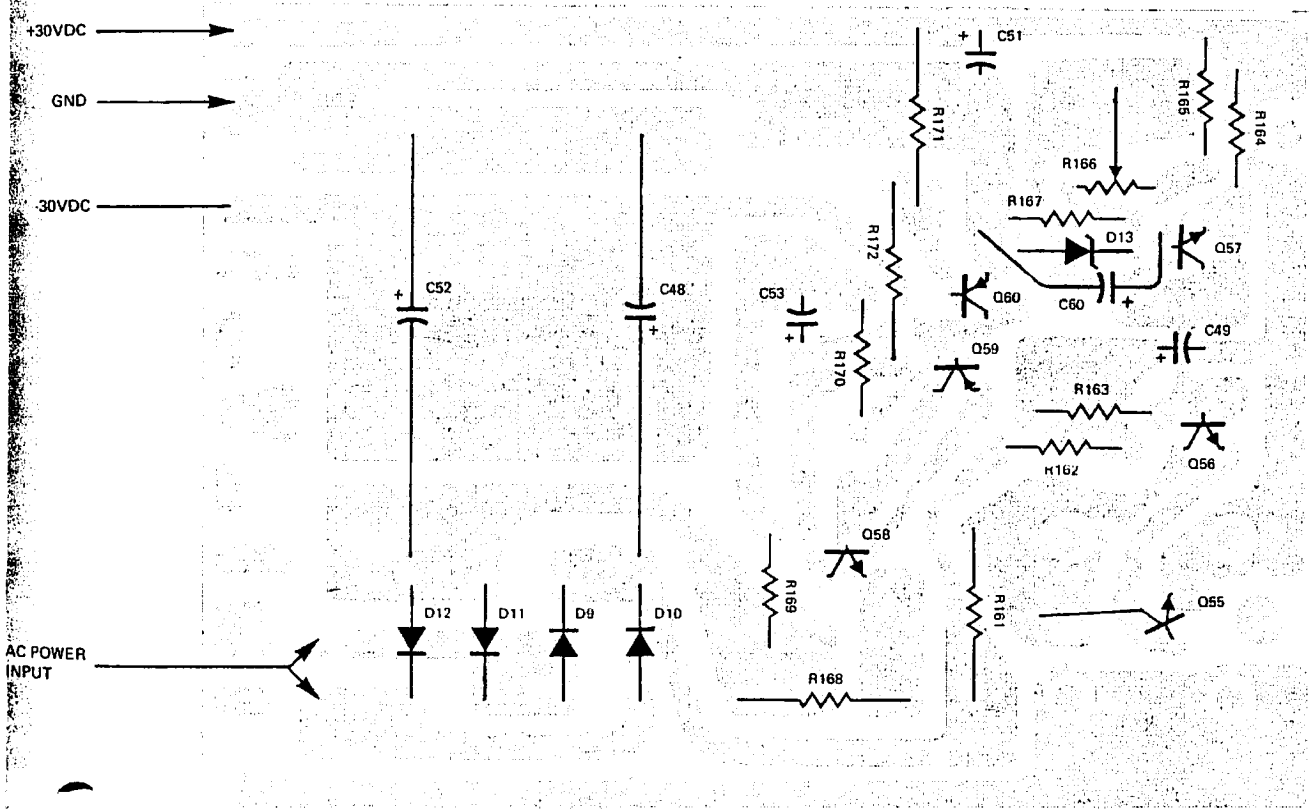 +30VDC
GND
-30VDC
AC POWER
INPUT
C52
C48
D12
D11
D9
D10
C51
R171
R172
C53
R170
R165
R164
R166
R167
D13
Q57
Q60
C60
C49
Q59
R163
R162
Q56
Q58
R169
R161
Q55
R168